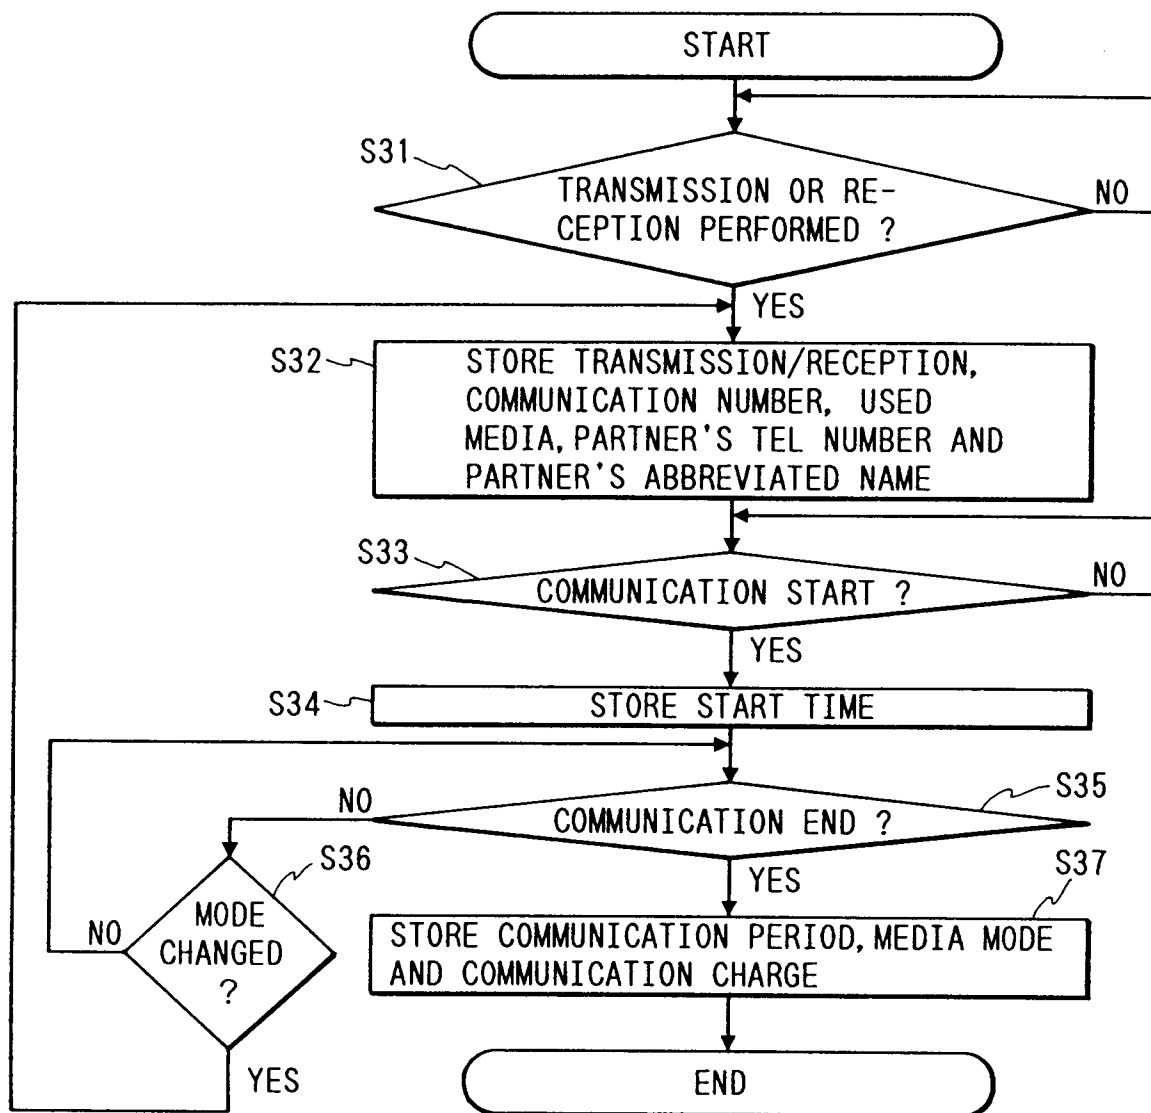 START
S31
TRANSMISSION OR RE-
CEPTION PERFORMED ?
NO
YES
S32
STORE TRANSMISSION/RECEPTION,
COMMUNICATION NUMBER, USED
MEDIA, PARTNER'S TEL NUMBER AND
PARTNER'S ABBREVIATED NAME
S33
COMMUNICATION START ?
NO
YES
S34
STORE START TIME
S35
NO
COMMUNICATION END ?
S36
YES
S37
NO
MODE
CHANGED
?
STORE COMMUNICATION PERIOD, MEDIA MODE
AND COMMUNICATION CHARGE
YES
END